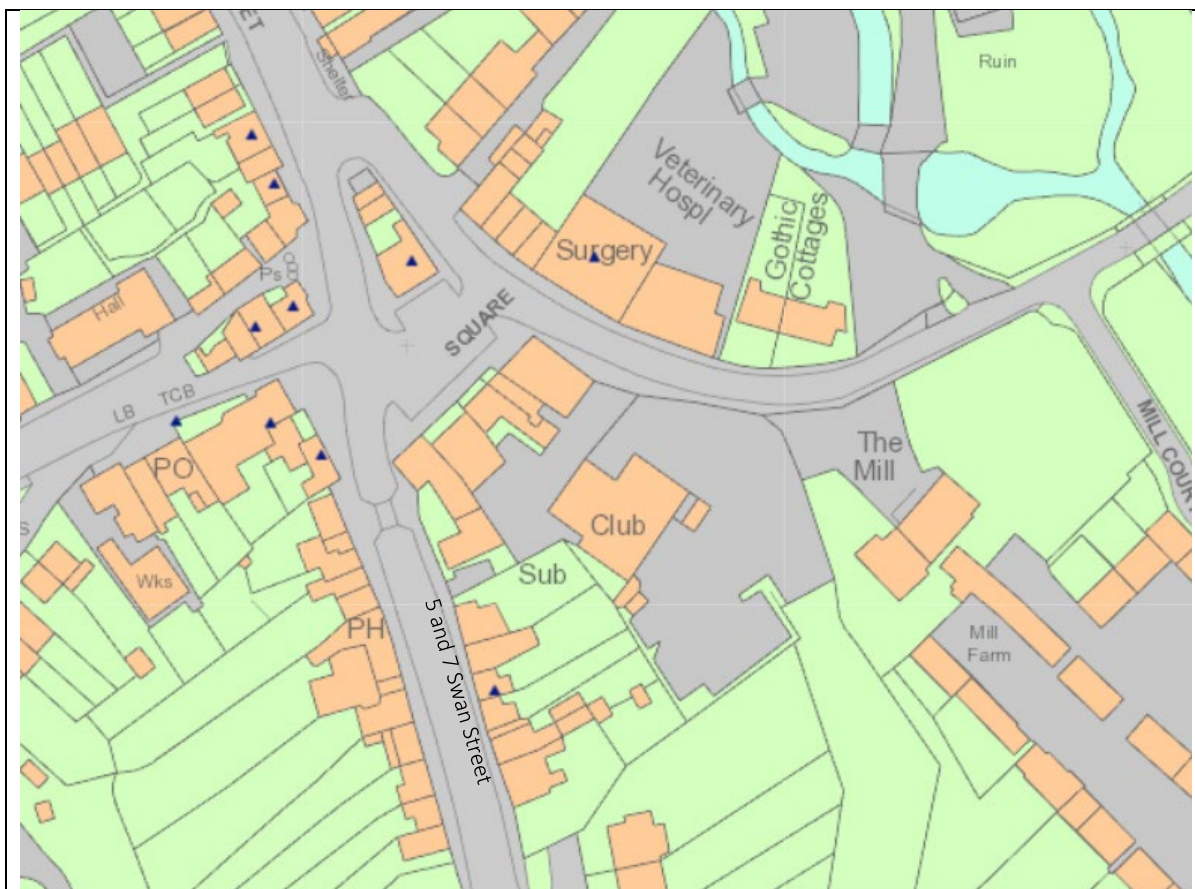 ET
Shelter
Ruin
Veterinary
Hospl
Gothic
Cottages
Surgery
Ps
Hall
SQUARE
LB
TCB
PO
The
Mill
MILL COURT
Club
Wks
Sub
PH
5 and 7 Swan Street
Mill
Farm
S